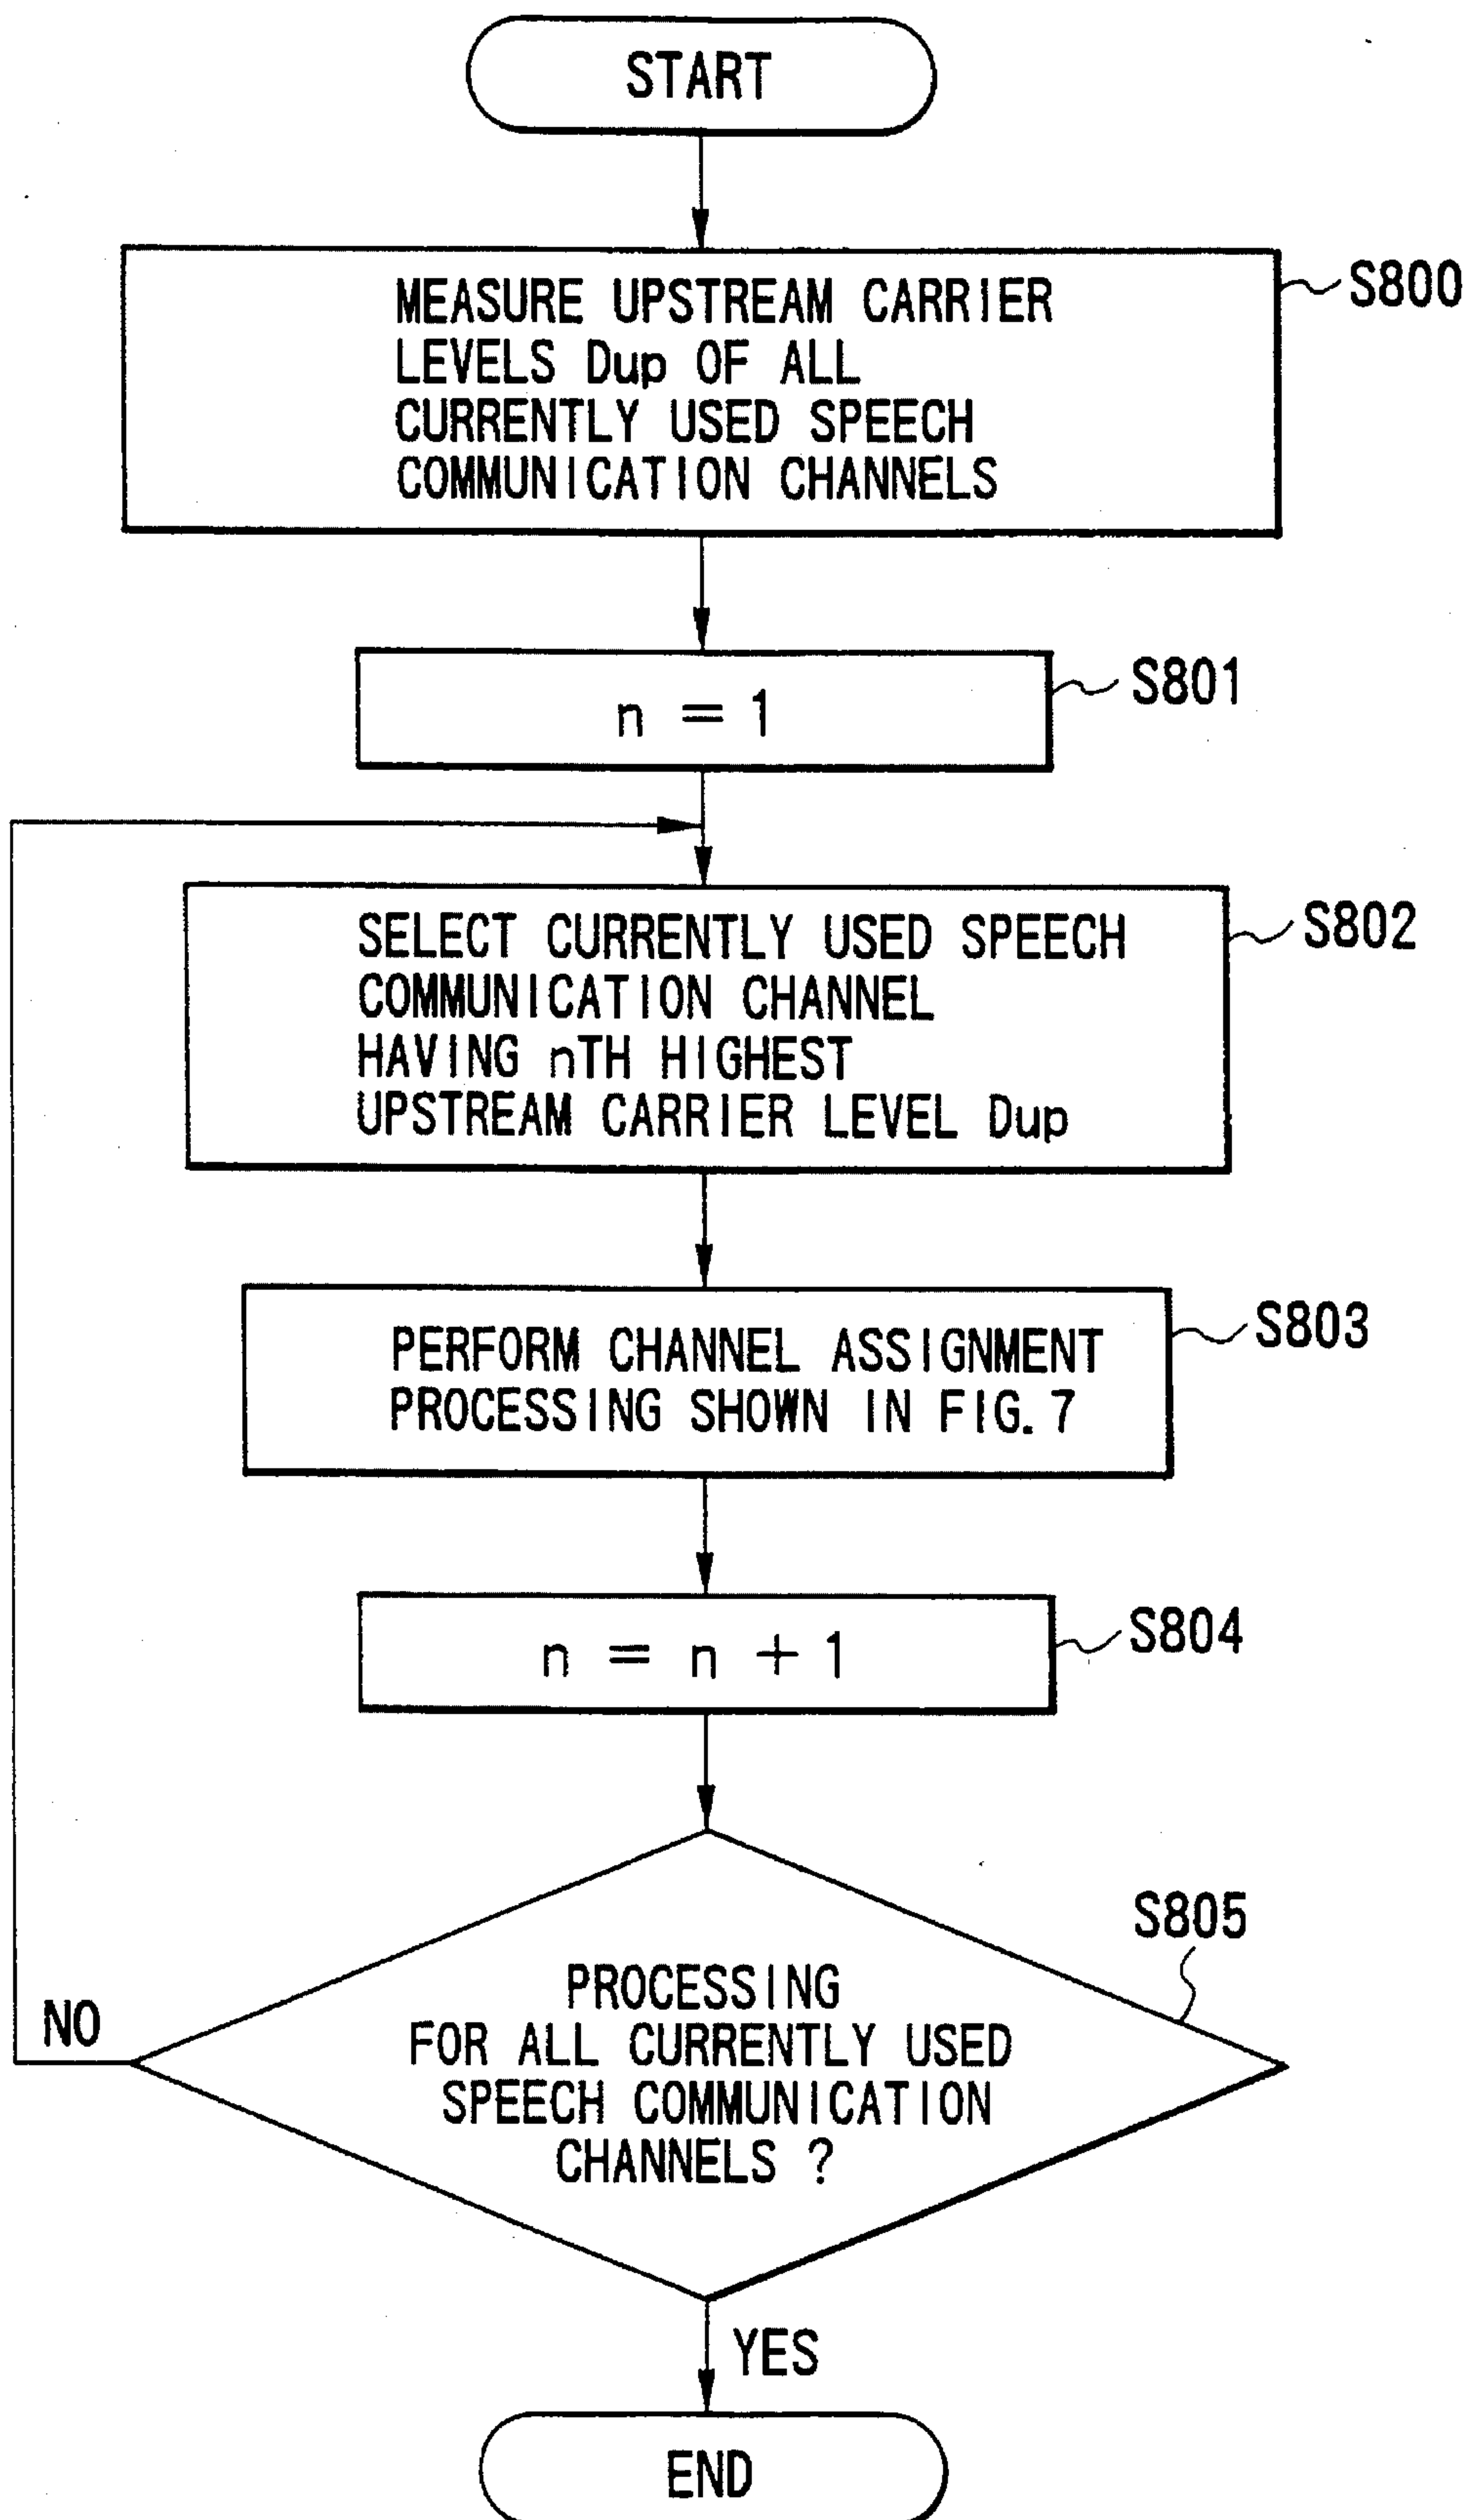 START
MEASURE UPSTREAM CARRIER
LEVELS Dup OF ALL
CURRENTLY USED SPEECH
COMMUNICATION CHANNELS
S800
n = 1
S801
SELECT CURRENTLY USED SPEECH
COMMUNICATION CHANNEL
HAVING nTH HIGHEST
UPSTREAM CARRIER LEVEL Dup
S802
PERFORM CHANNEL ASSIGNMENT
PROCESSING SHOWN IN FIG. 7
S803
n = n + 1
S804
S805
PROCESSING
FOR ALL CURRENTLY USED
SPEECH COMMUNICATION
CHANNELS ?
NO
YES
END